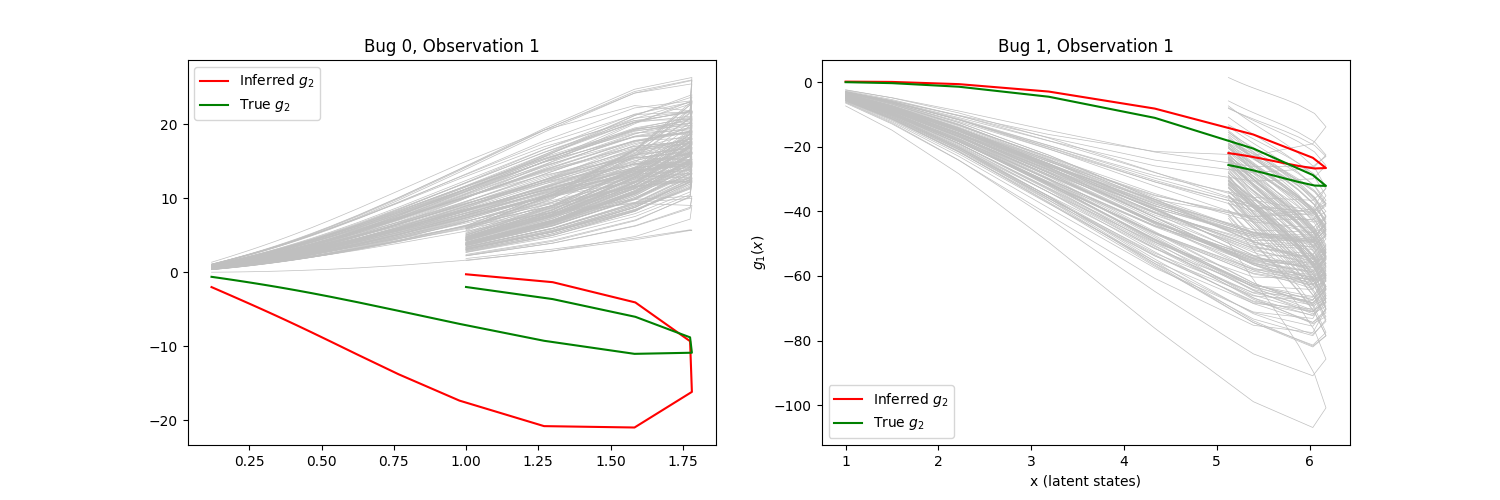 Bug 0, Observation 1
Inferred g₂
True g₂
20
10
0
−10
−20
0.25 0.50 0.75 1.00 1.25 1.50 1.75
Bug 1, Observation 1
g₁(x)
0
−20
−40
−60
−80
−100
Inferred g₂
True g₂
1 2 3 4 5 6
x (latent states)